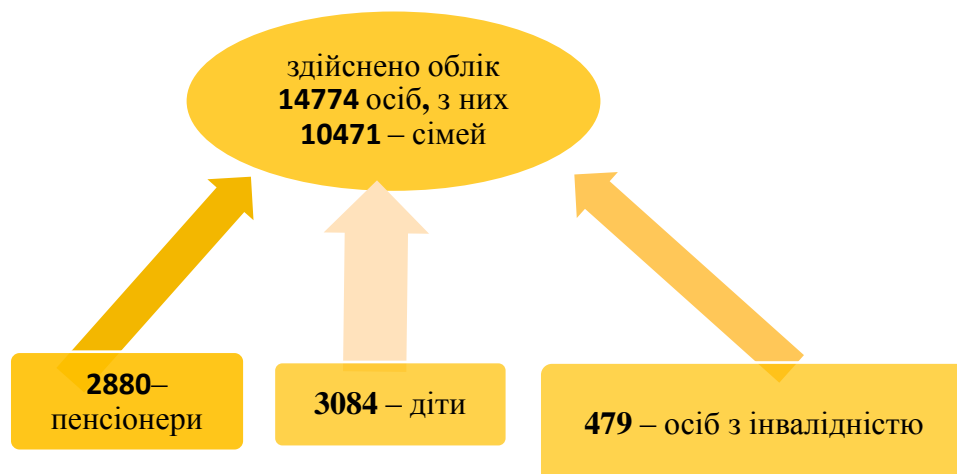 здійснено облік
14774 осіб, з них
10471 – сімей
2880–
пенсіонери
3084 – діти
479 – осіб з інвалідністю